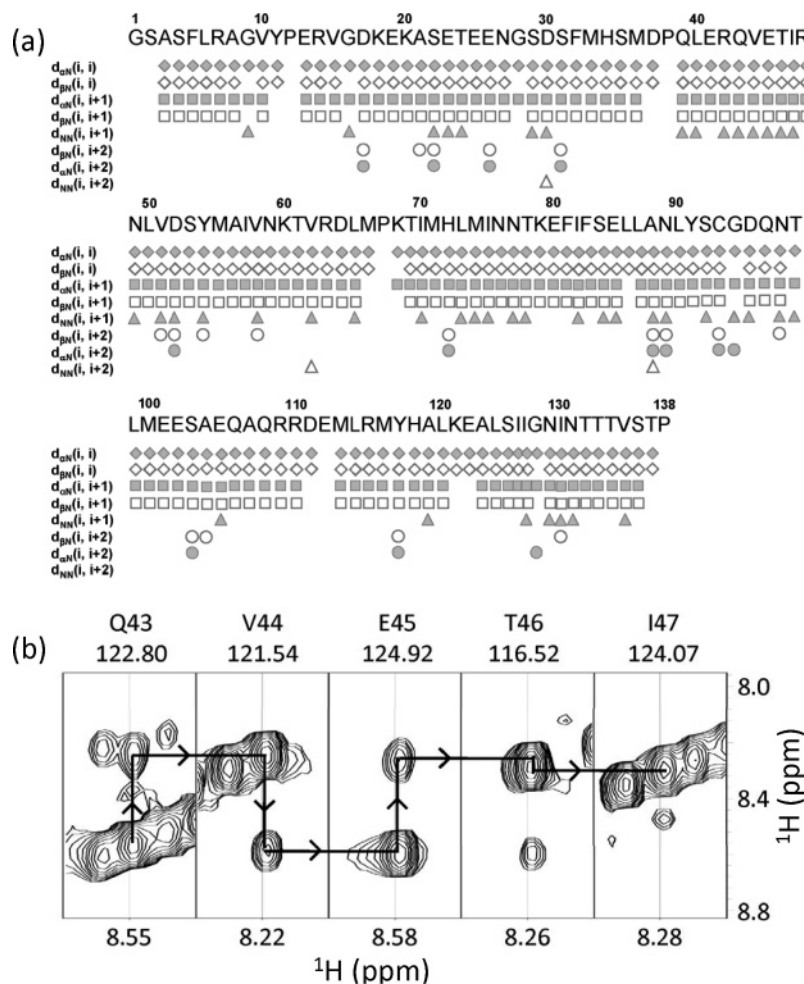 (a)
1 10 20 30 40
GSASFLRAGVYPERVGDKEKASETEENGSDSFMHSMDPQLERQVETIR
dαN(i, i)
dβN(i, i)
dαN(i, i+1)
dβN(i, i+1)
dNN(i, i+1)
dβN(i, i+2)
dαN(i, i+2)
dNN(i, i+2)
50 60 70 80 90
NLVDSYMAIVNKTVRDLMPKTIMHLMINNTKEFIFSELLANLYSCGDQNT
dαN(i, i)
dβN(i, i)
dαN(i, i+1)
dβN(i, i+1)
dNN(i, i+1)
dβN(i, i+2)
dαN(i, i+2)
dNN(i, i+2)
100 110 120 130 138
LMEESAEQAQRRDEMLRMYHALKEALSIIGNINTTTVSTP
dαN(i, i)
dβN(i, i)
dαN(i, i+1)
dβN(i, i+1)
dNN(i, i+1)
dβN(i, i+2)
dαN(i, i+2)
dNN(i, i+2)
(b)
Q43 V44 E45 T46 I47
122.80 121.54 124.92 116.52 124.07
8.0
8.4
8.8
¹H (ppm)
8.55 8.22 8.58 8.26 8.28
¹H (ppm)